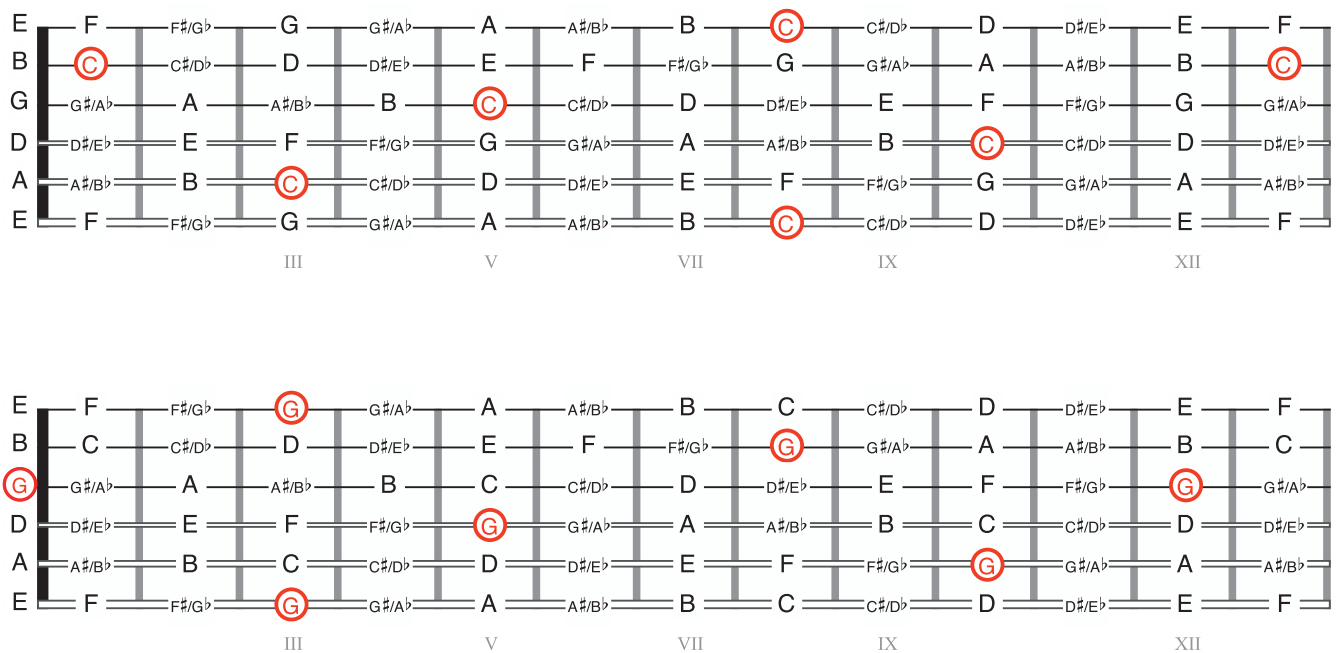 E F F♯/G♭ G G♯/A♭ A A♯/B♭ B C C♯/D♭ D D♯/E♭ E F
B C C♯/D♭ D D♯/E♭ E F F♯/G♭ G G♯/A♭ A A♯/B♭ B C
G G♯/A♭ A A♯/B♭ B C C♯/D♭ D D♯/E♭ E F F♯/G♭ G G♯/A♭
D D♯/E♭ E F F♯/G♭ G G♯/A♭ A A♯/B♭ B C C♯/D♭ D D♯/E♭
A A♯/B♭ B C C♯/D♭ D D♯/E♭ E F F♯/G♭ G G♯/A♭ A A♯/B♭
E F F♯/G♭ G G♯/A♭ A A♯/B♭ B C C♯/D♭ D D♯/E♭ E F
III V VII IX XII
E F F♯/G♭ G G♯/A♭ A A♯/B♭ B C C♯/D♭ D D♯/E♭ E F
B C C♯/D♭ D D♯/E♭ E F F♯/G♭ G G♯/A♭ A A♯/B♭ B C
G G♯/A♭ A A♯/B♭ B C C♯/D♭ D D♯/E♭ E F F♯/G♭ G G♯/A♭
D D♯/E♭ E F F♯/G♭ G G♯/A♭ A A♯/B♭ B C C♯/D♭ D D♯/E♭
A A♯/B♭ B C C♯/D♭ D D♯/E♭ E F F♯/G♭ G G♯/A♭ A A♯/B♭
E F F♯/G♭ G G♯/A♭ A A♯/B♭ B C C♯/D♭ D D♯/E♭ E F
III V VII IX XII